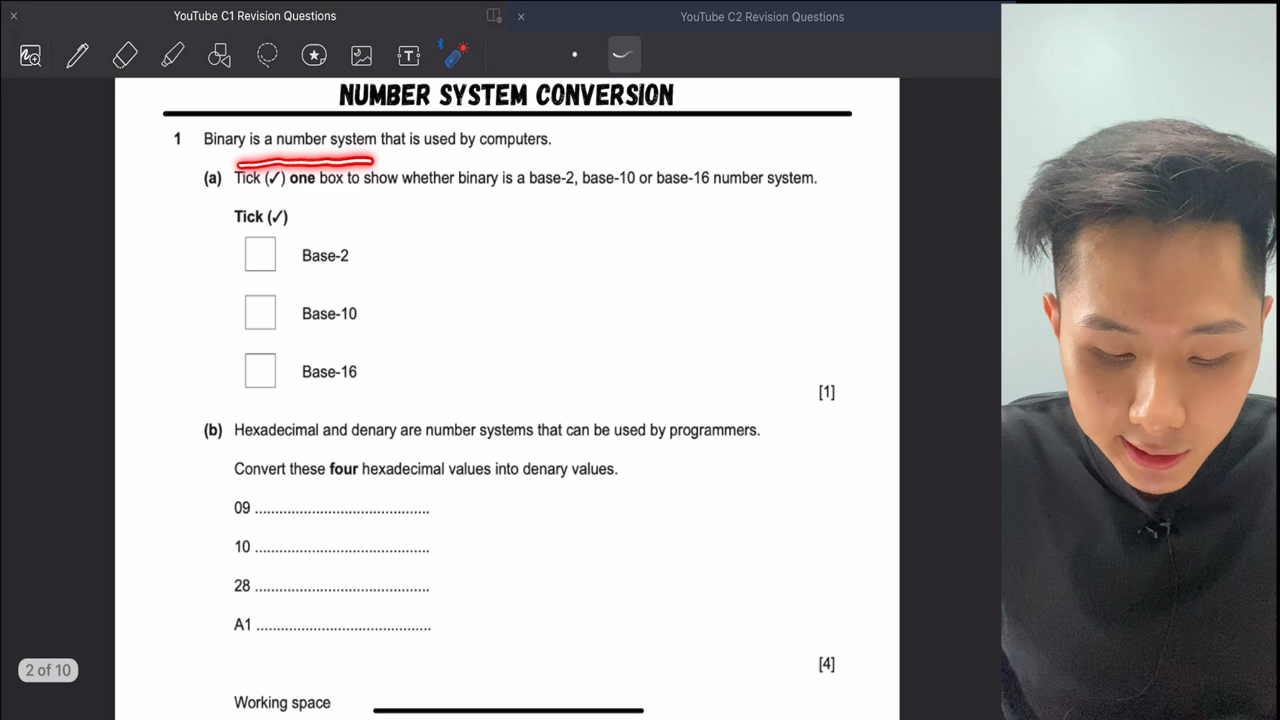 YouTube C1 Revision Questions
YouTube C2 Revision Questions
T
NUMBER SYSTEM CONVERSION
1 Binary is a number system that is used by computers.
(a) Tick (✓) one box to show whether binary is a base-2, base-10 or base-16 number system.
Tick (✓)
Base-2
Base-10
Base-16
[1]
(b) Hexadecimal and denary are number systems that can be used by programmers.
Convert these four hexadecimal values into denary values.
09 ...........................................
10 ...........................................
28 ...........................................
A1 ...........................................
[4]
2 of 10
Working space